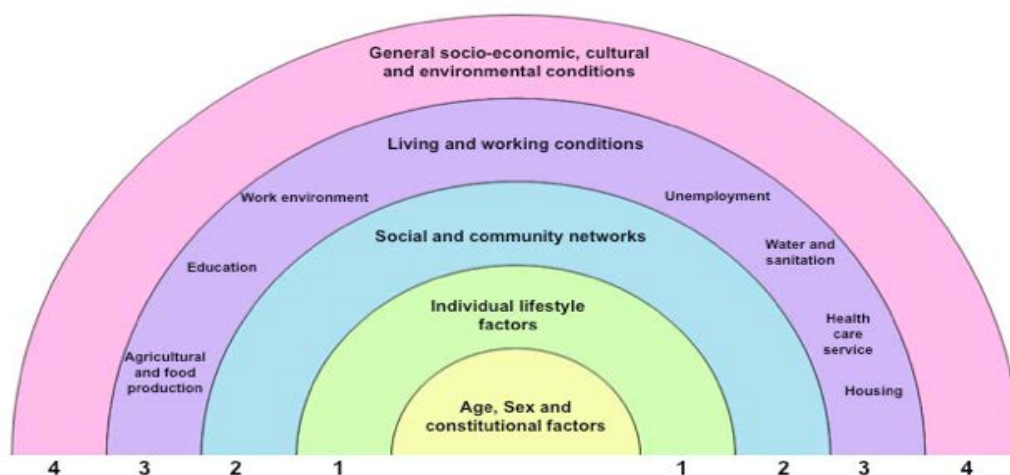 General socio-economic, cultural
and environmental conditions
Living and working conditions
Work environment
Unemployment
Social and community networks
Water and
sanitation
Education
Individual lifestyle
factors
Health
care
service
Agricultural
and food
production
Housing
Age, Sex and
constitutional factors
4 3 2 1 1 2 3 4